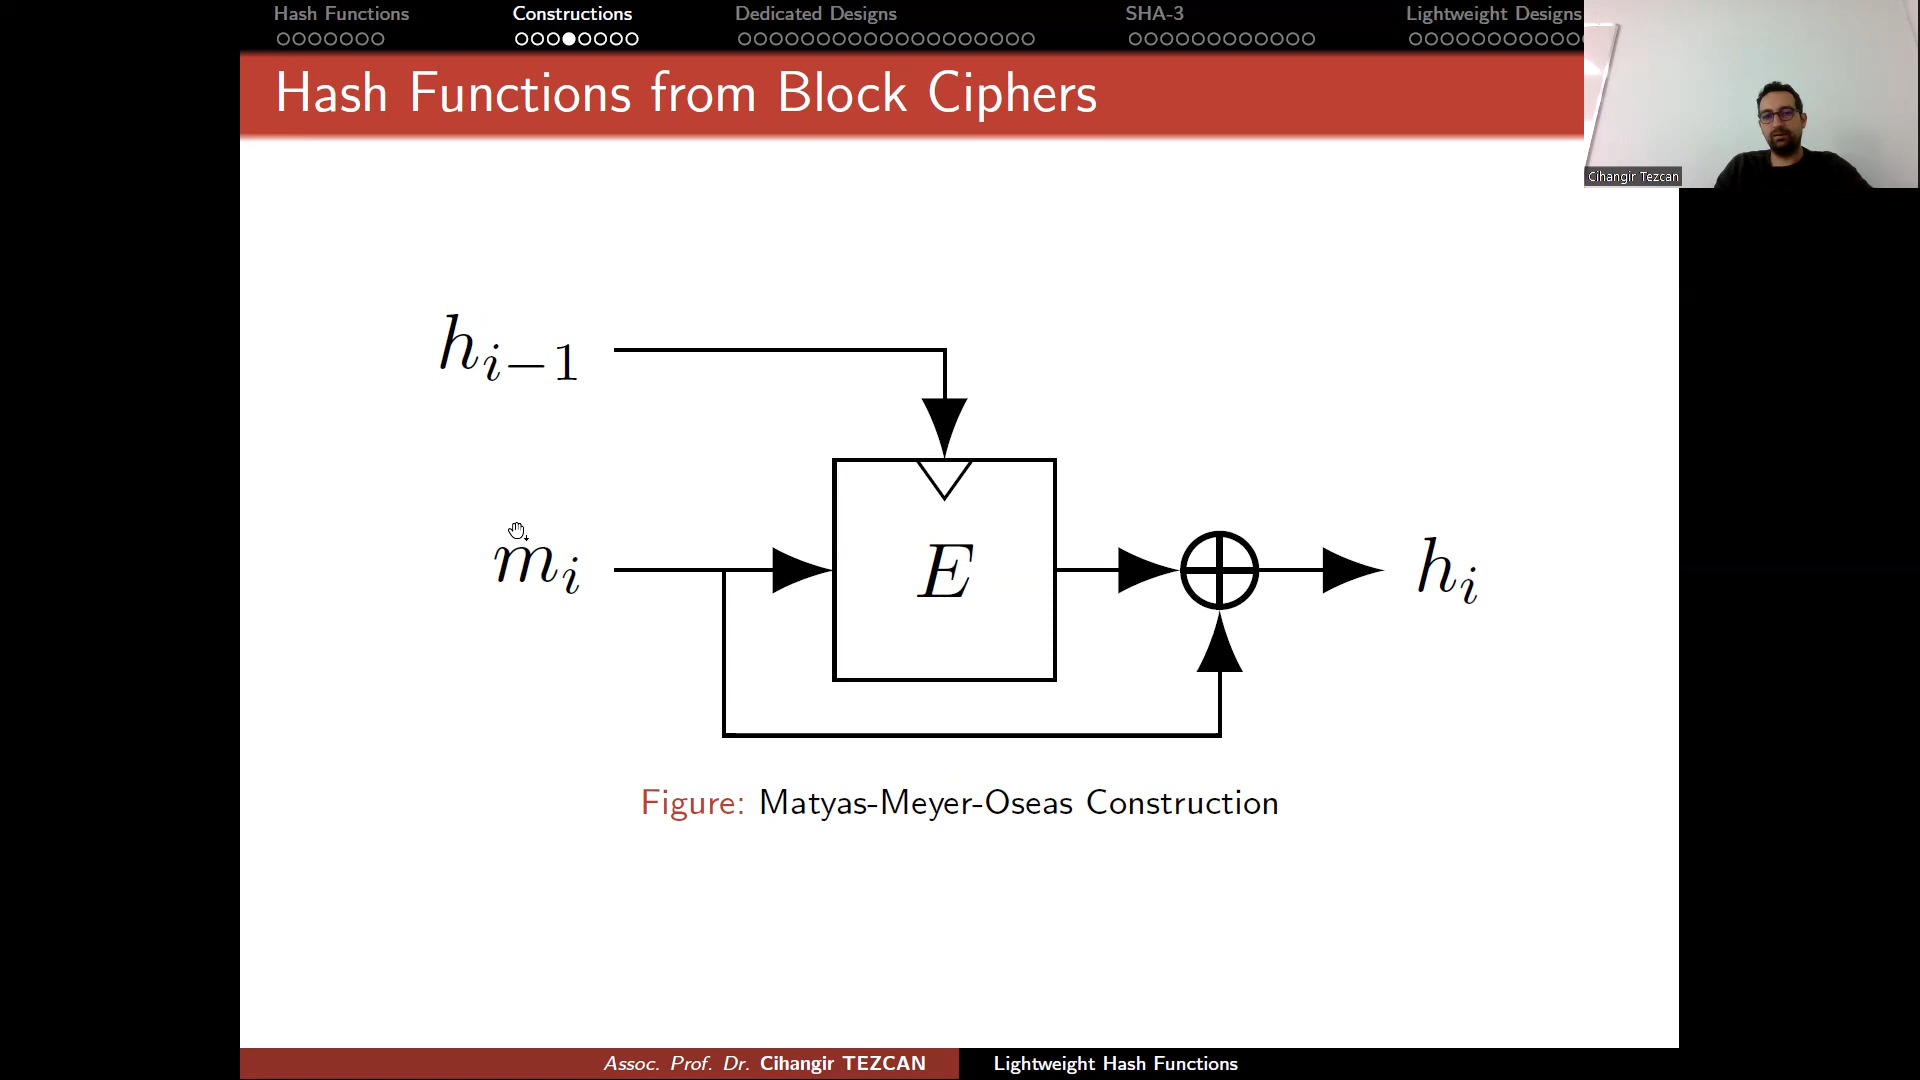 Hash Functions
Constructions
Dedicated Designs
SHA-3
Lightweight Designs
Hash Functions from Block Ciphers
Cihangir Tezcan
h_{i-1}
m_i
E
h_i
Figure: Matyas-Meyer-Oseas Construction
Assoc. Prof. Dr. Cihangir TEZCAN
Lightweight Hash Functions